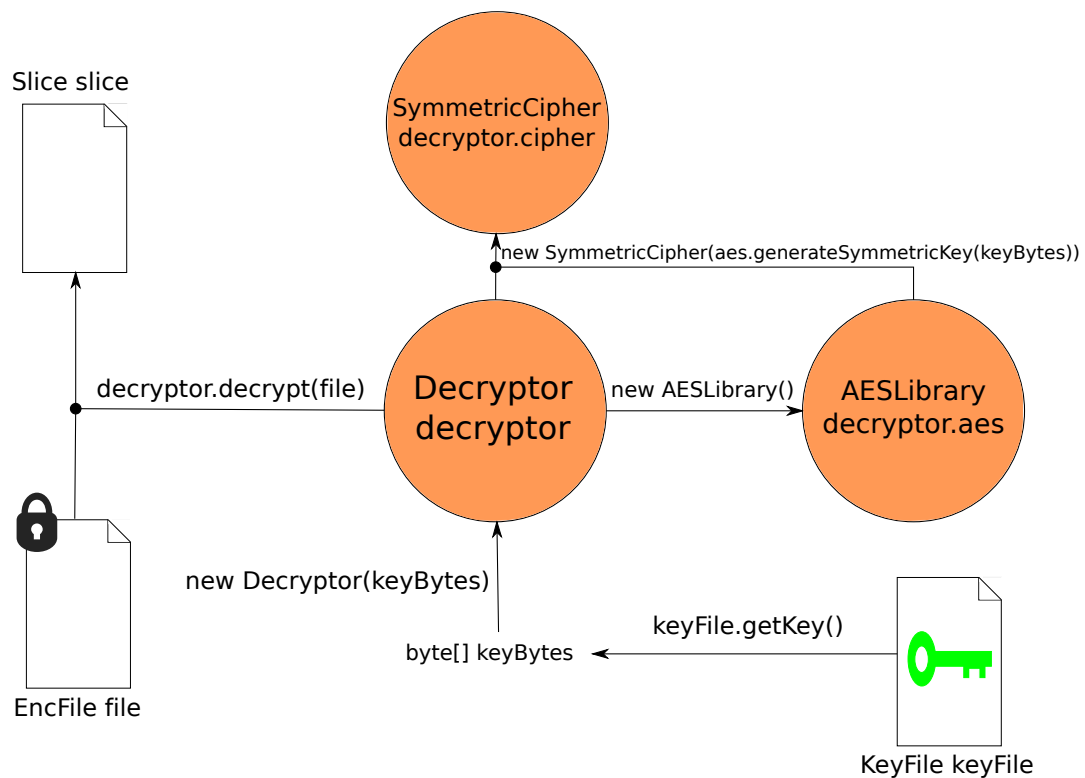 Slice slice
SymmetricCipher
decryptor.cipher
new SymmetricCipher(aes.generateSymmetricKey(keyBytes))
decryptor.decrypt(file)
Decryptor
decryptor
new AESLibrary()
AESLibrary
decryptor.aes
new Decryptor(keyBytes)
keyFile.getKey()
byte[] keyBytes
EncFile file
KeyFile keyFile